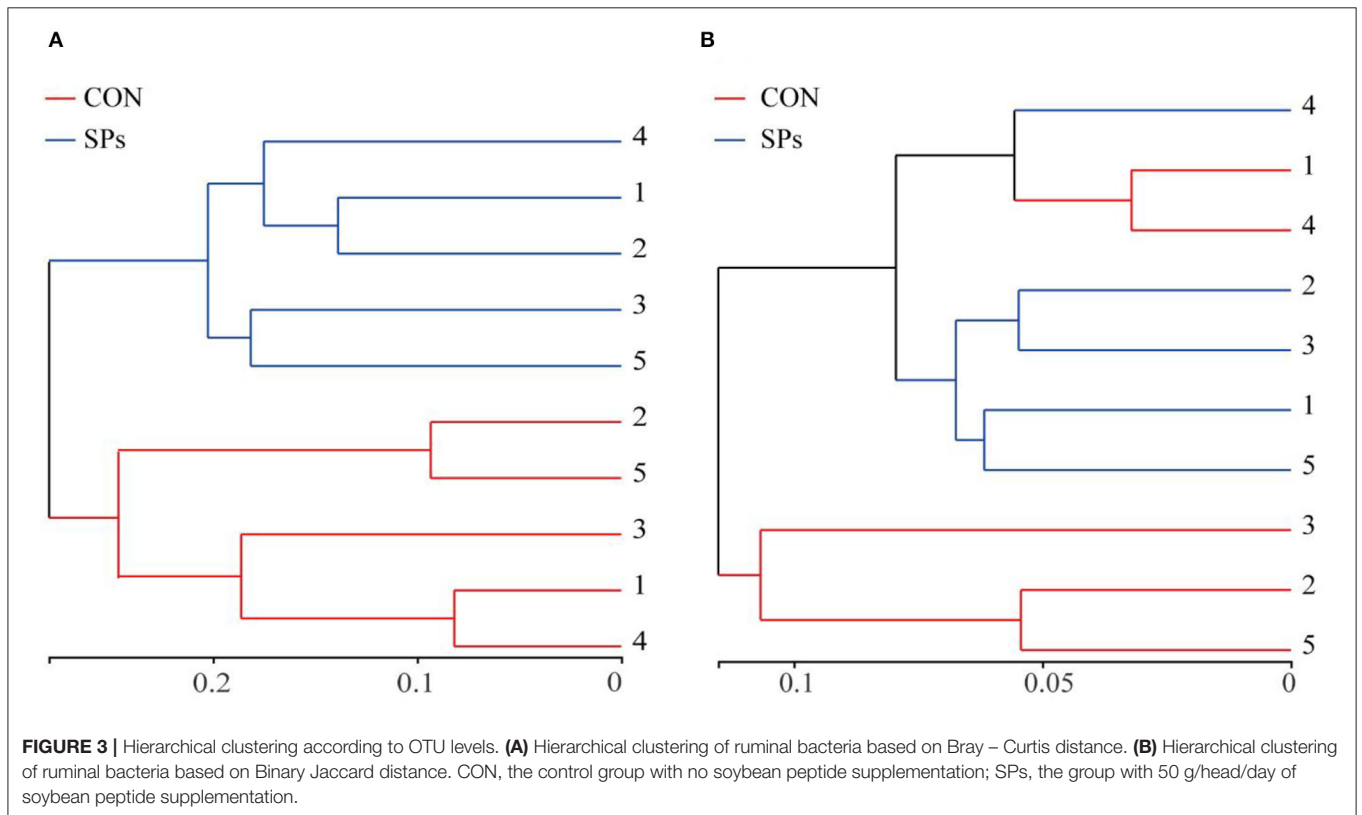 A
CON
SPs
4
1
2
3
5
2
5
3
1
4
0.2 0.1 0
B
CON
SPs
4
1
4
2
3
1
5
3
2
5
0.1 0.05 0
FIGURE 3 | Hierarchical clustering according to OTU levels. (A) Hierarchical clustering of ruminal bacteria based on Bray – Curtis distance. (B) Hierarchical clustering
of ruminal bacteria based on Binary Jaccard distance. CON, the control group with no soybean peptide supplementation; SPs, the group with 50 g/head/day of
soybean peptide supplementation.